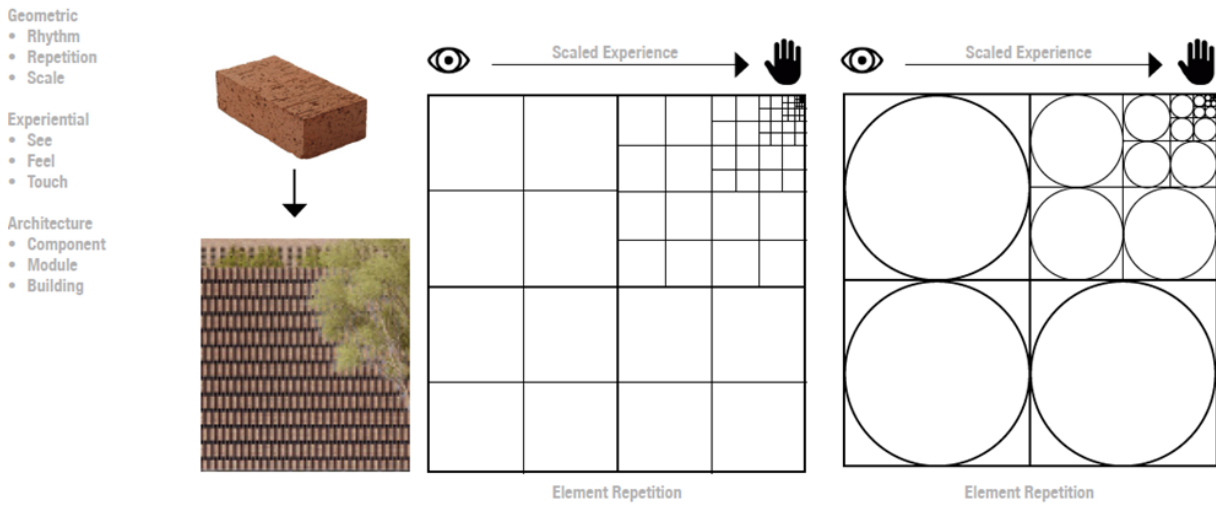 Geometric
• Rhythm
• Repetition
• Scale
Experiential
• See
• Feel
• Touch
Architecture
• Component
• Module
• Building
Scaled Experience
Element Repetition
Scaled Experience
Element Repetition